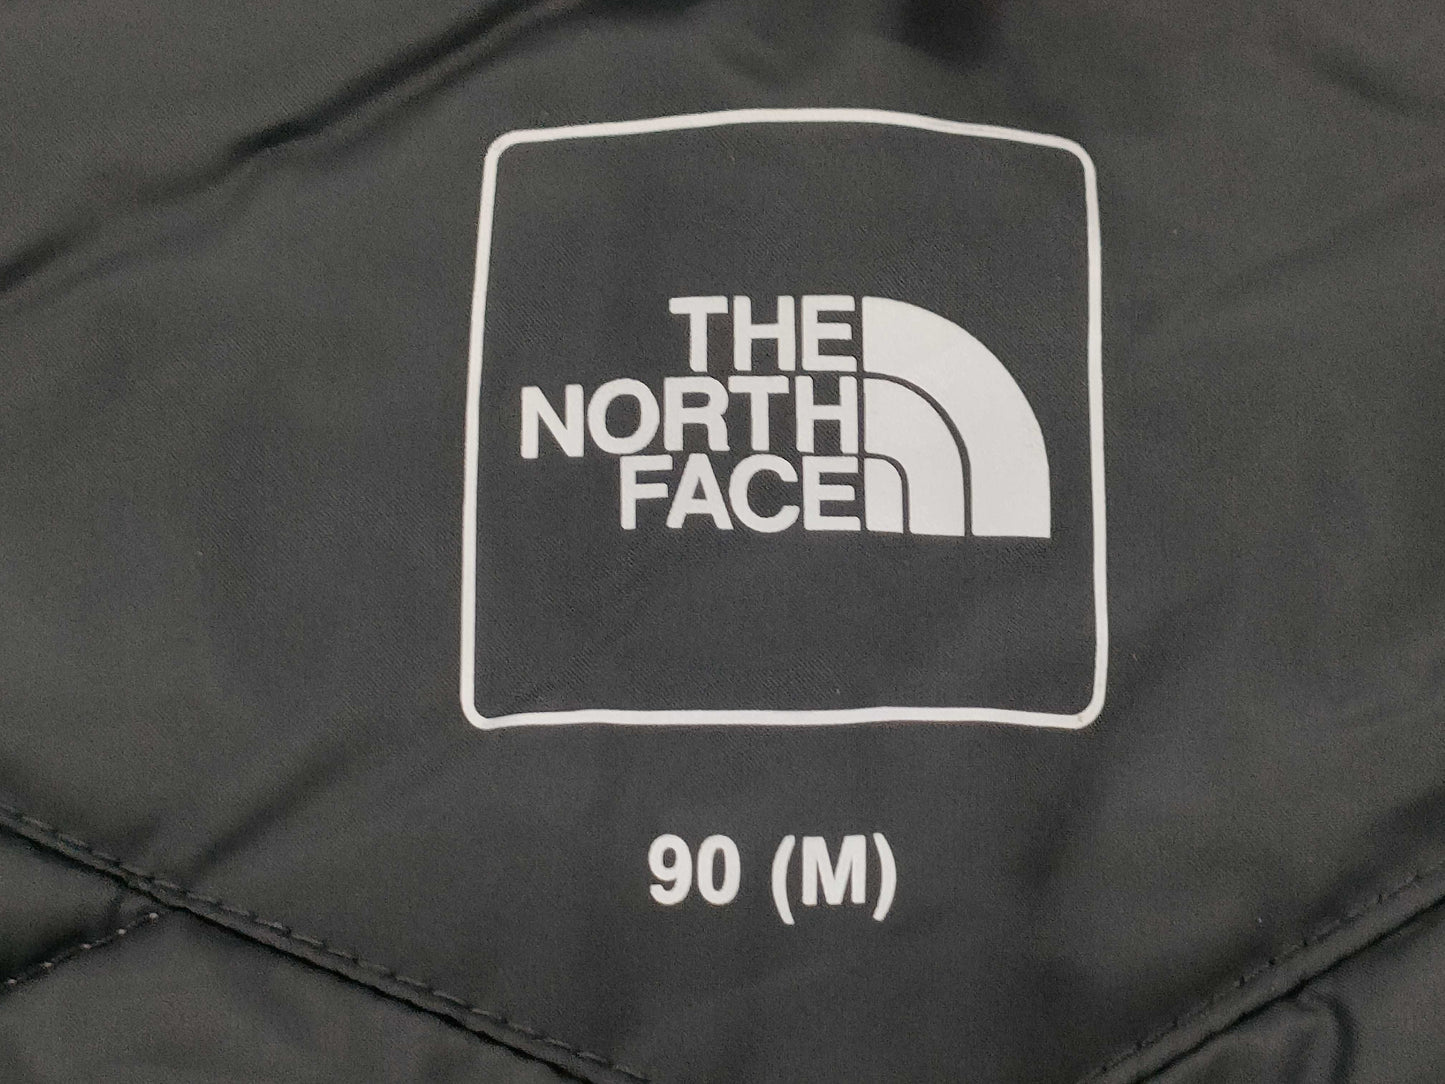 THE
NORTH
FACE
90 (M)